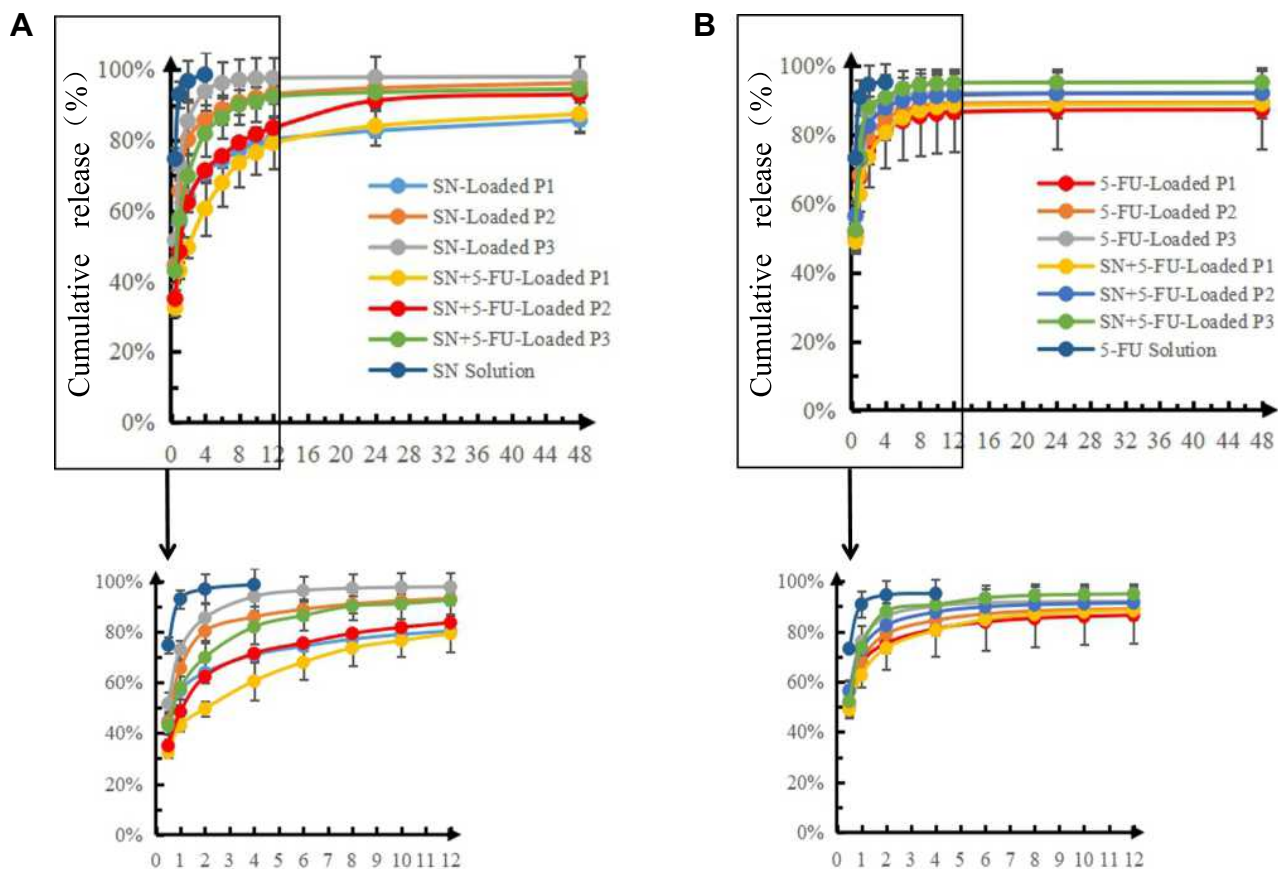 A
Cumulative release (%)
100%
80%
60%
40%
20%
0%
0 4 8 12 16 20 24 28 32 36 40 44 48
SN-Loaded P1
SN-Loaded P2
SN-Loaded P3
SN+5-FU-Loaded P1
SN+5-FU-Loaded P2
SN+5-FU-Loaded P3
SN Solution
100%
80%
60%
40%
20%
0%
0 1 2 3 4 5 6 7 8 9 10 11 12
B
Cumulative release (%)
100%
80%
60%
40%
20%
0%
0 4 8 12 16 20 24 28 32 36 40 44 48
5-FU-Loaded P1
5-FU-Loaded P2
5-FU-Loaded P3
SN+5-FU-Loaded P1
SN+5-FU-Loaded P2
SN+5-FU-Loaded P3
5-FU Solution
100%
80%
60%
40%
20%
0%
0 1 2 3 4 5 6 7 8 9 10 11 12